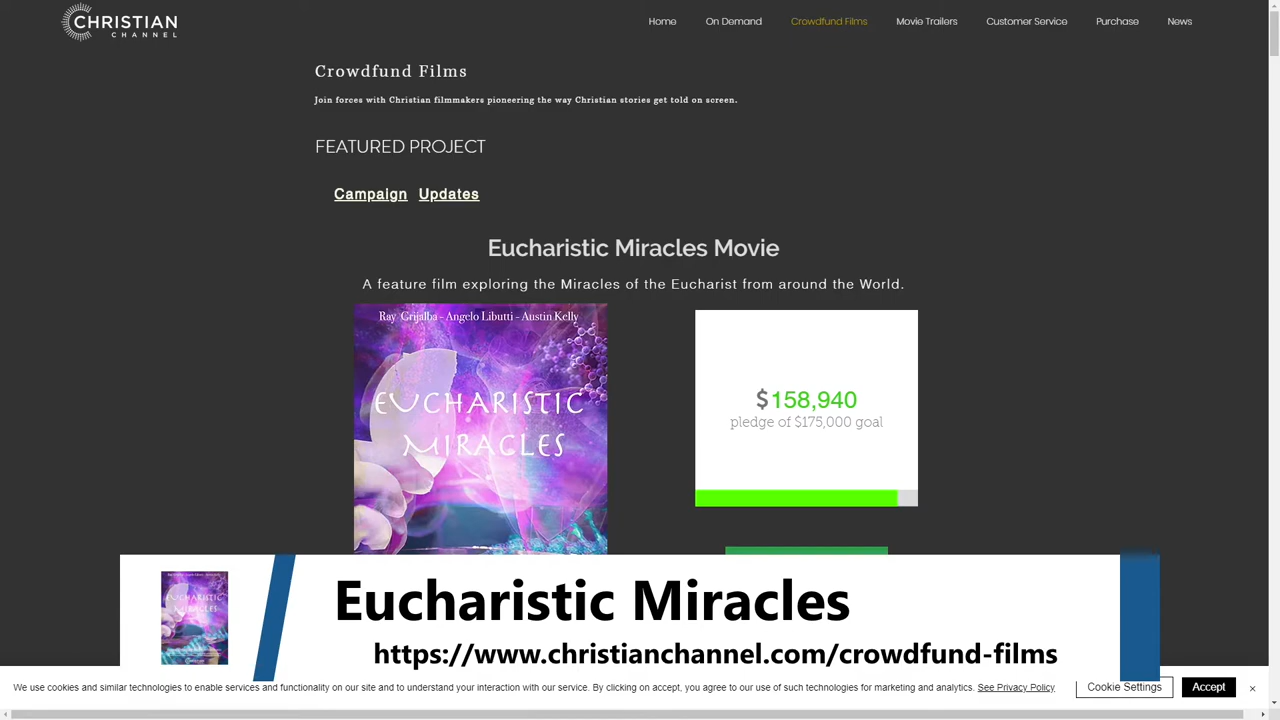 CHRISTIAN
CHANNEL
Home On Demand Crowdfund Films Movie Trailers Customer Service Purchase News
Crowdfund Films
Join forces with Christian filmmakers pioneering the way Christian stories get told on screen.
FEATURED PROJECT
Campaign Updates
Eucharistic Miracles Movie
A feature film exploring the Miracles of the Eucharist from around the World.
Ray Grijalba - Angelo Libutti - Austin Kelly
EUCHARISTIC
MIRACLES
$158,940
pledge of $175,000 goal
EUCHARISTIC
MIRACLES
Eucharistic Miracles
https://www.christianchannel.com/crowdfund-films
We use cookies and similar technologies to enable services and functionality on our site and to understand your interaction with our service. By clicking on accept, you agree to our use of such technologies for marketing and analytics. See Privacy Policy
Cookie Settings
Accept
×